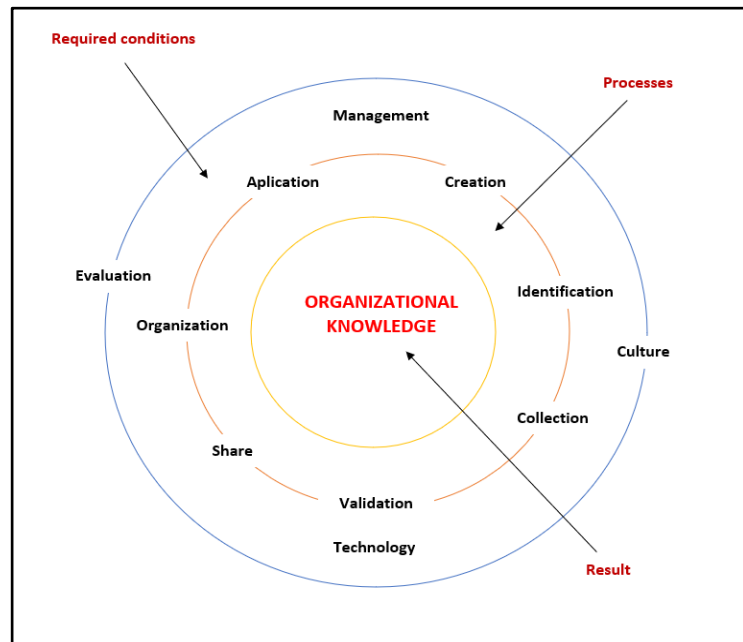 Required conditions
Processes
Management
Aplication
Creation
Evaluation
Identification
ORGANIZATIONAL
KNOWLEDGE
Organization
Culture
Collection
Share
Validation
Technology
Result